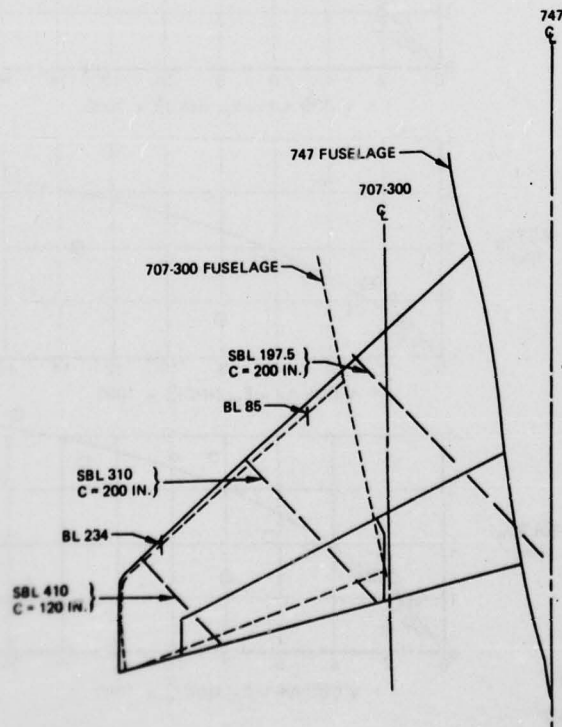 747
℄
747 FUSELAGE
707-300
℄
707-300 FUSELAGE
SBL 197.5
C = 200 IN.
BL 85
SBL 310
C = 200 IN.
BL 234
SBL 410
C = 120 IN.